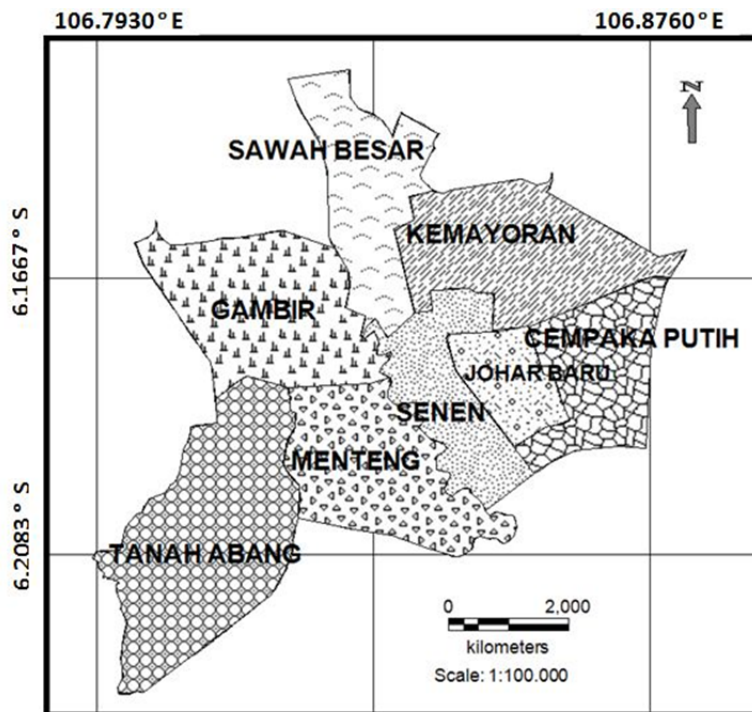 106.7930° E
106.8760° E
N
SAWAH BESAR
KEMAYORAN
6.1667° S
GAMBIR
CEMPAKA PUTIH
JOHAR BARU
SENEN
MENTENG
6.2083° S
TANAH ABANG
0 2,000
kilometers
Scale: 1:100.000